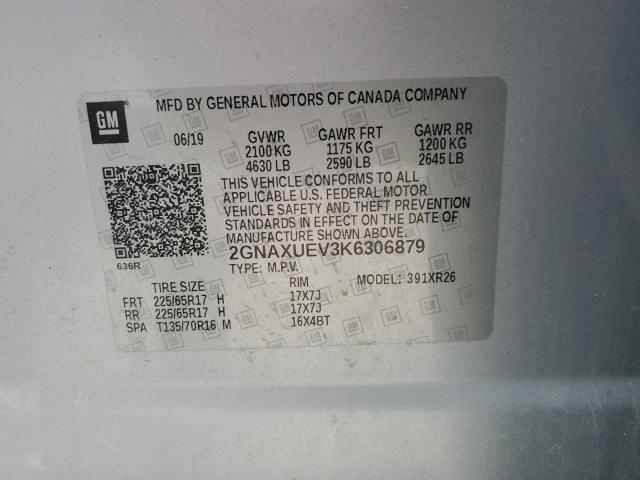 GM
MFD BY GENERAL MOTORS OF CANADA COMPANY
06/19 GVWR GAWR FRT GAWR RR
2100 KG 1175 KG 1200 KG
4630 LB 2590 LB 2645 LB
THIS VEHICLE CONFORMS TO ALL
APPLICABLE U.S. FEDERAL MOTOR
VEHICLE SAFETY AND THEFT PREVENTION
STANDARDS IN EFFECT ON THE DATE OF
MANUFACTURE SHOWN ABOVE.
2GNAXUEV3K6306879
636R
TYPE: M.P.V. MODEL: 391XR26
TIRE SIZE RIM
FRT 225/65R17 H 17X7J
RR 225/65R17 H 17X7J
SPA T135/70R16 M 16X4BT